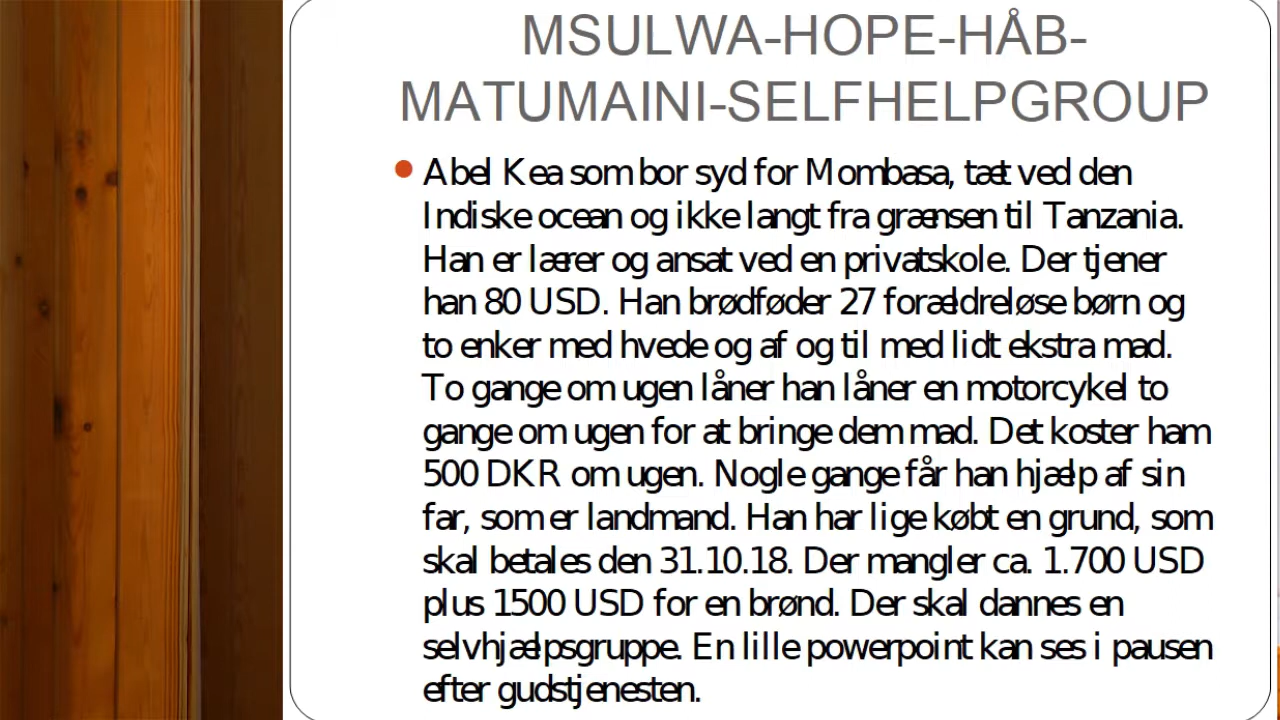 MSULWA-HOPE-HÅB-
MATUMAINI-SELFHELPGROUP
Abel Kea som bor syd for Mombasa, tæt ved den
Indiske ocean og ikke langt fra grænsen til Tanzania.
Han er lærer og ansat ved en privatskole. Der tjener
han 80 USD. Han brødføder 27 forældreløse børn og
to enker med hvede og af og til med lidt ekstra mad.
To gange om ugen låner han låner en motorcykel to
gange om ugen for at bringe dem mad. Det koster ham
500 DKR om ugen. Nogle gange får han hjælp af sin
far, som er landmand. Han har lige købt en grund, som
skal betales den 31.10.18. Der mangler ca. 1.700 USD
plus 1500 USD for en brønd. Der skal dannes en
selvhjælpsgruppe. En lille powerpoint kan ses i pausen
efter gudstjenesten.